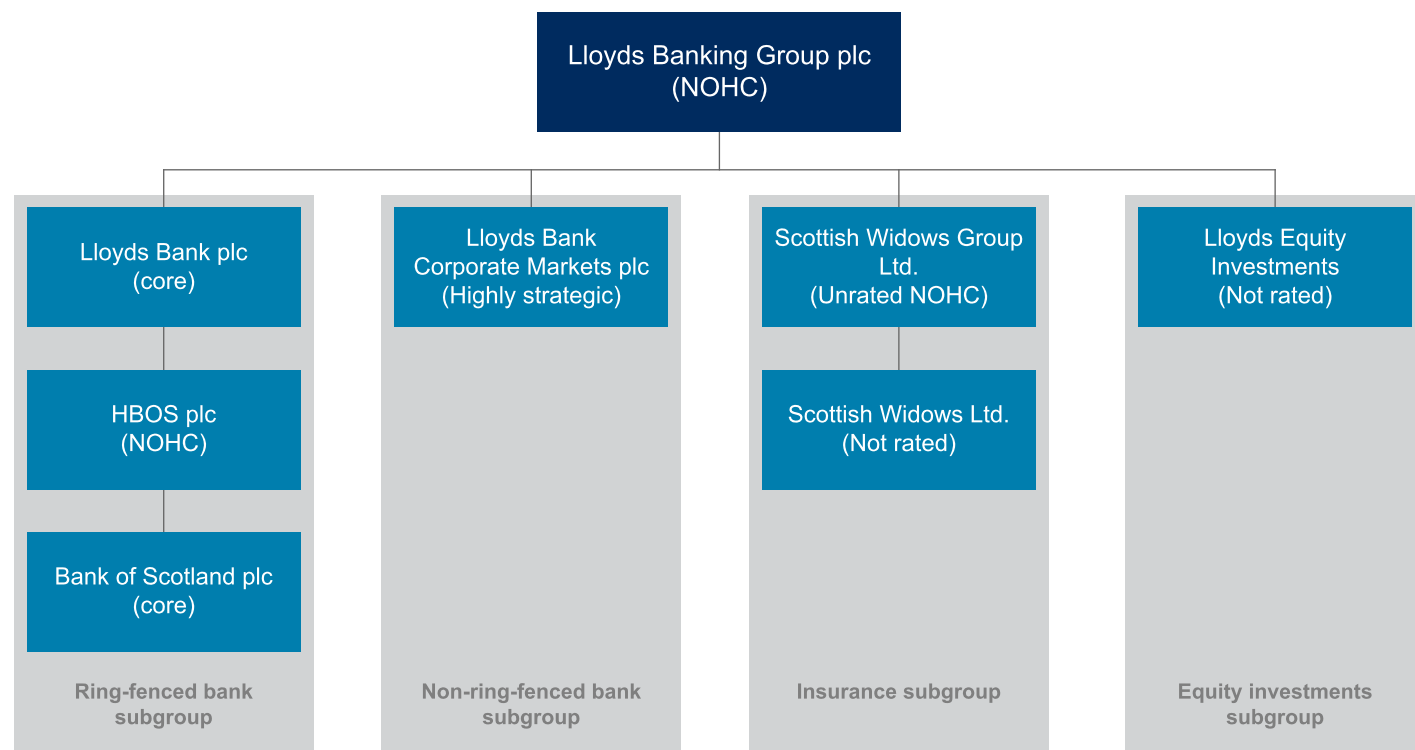 Lloyds Banking Group plc
(NOHC)
Lloyds Bank plc
(core)
HBOS plc
(NOHC)
Bank of Scotland plc
(core)
Ring-fenced bank
subgroup
Lloyds Bank
Corporate Markets plc
(Highly strategic)
Non-ring-fenced bank
subgroup
Scottish Widows Group
Ltd.
(Unrated NOHC)
Scottish Widows Ltd.
(Not rated)
Insurance subgroup
Lloyds Equity
Investments
(Not rated)
Equity investments
subgroup